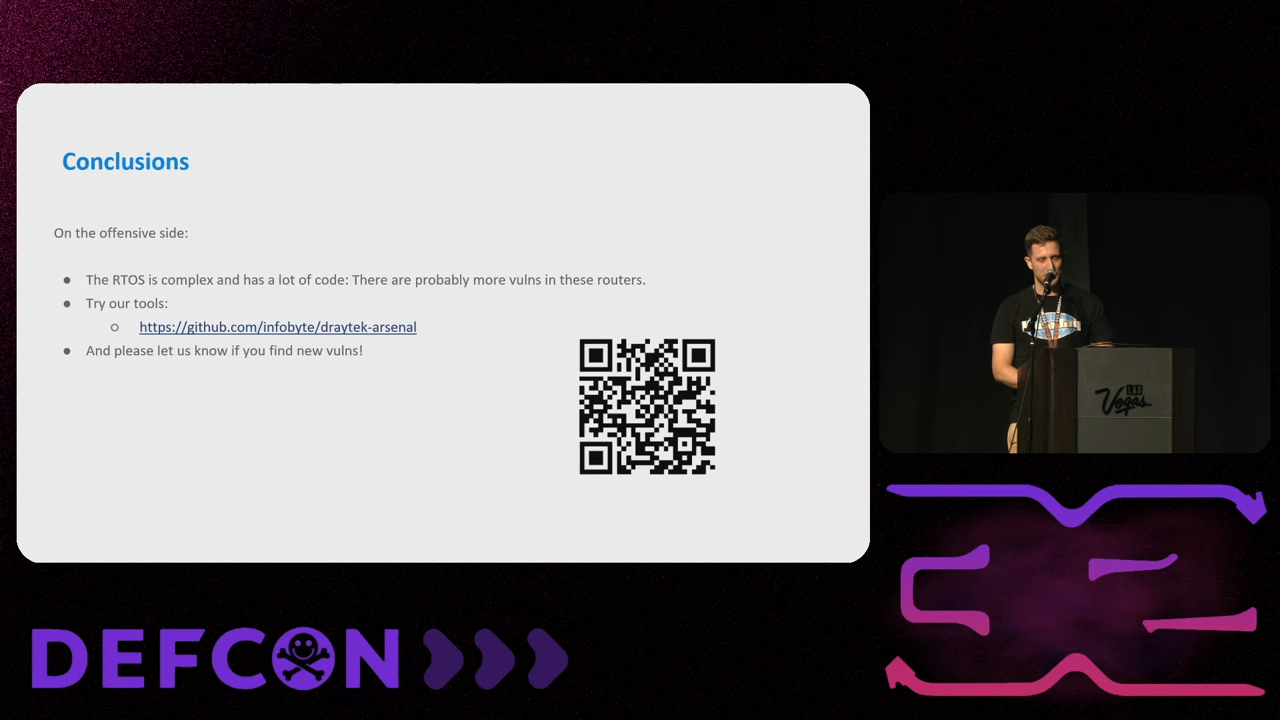 Conclusions
On the offensive side:
● The RTOS is complex and has a lot of code: There are probably more vulns in these routers.
● Try our tools:
○ https://github.com/infobyte/draytek-arsenal
● And please let us know if you find new vulns!
LAS
Vegas
DEFCON